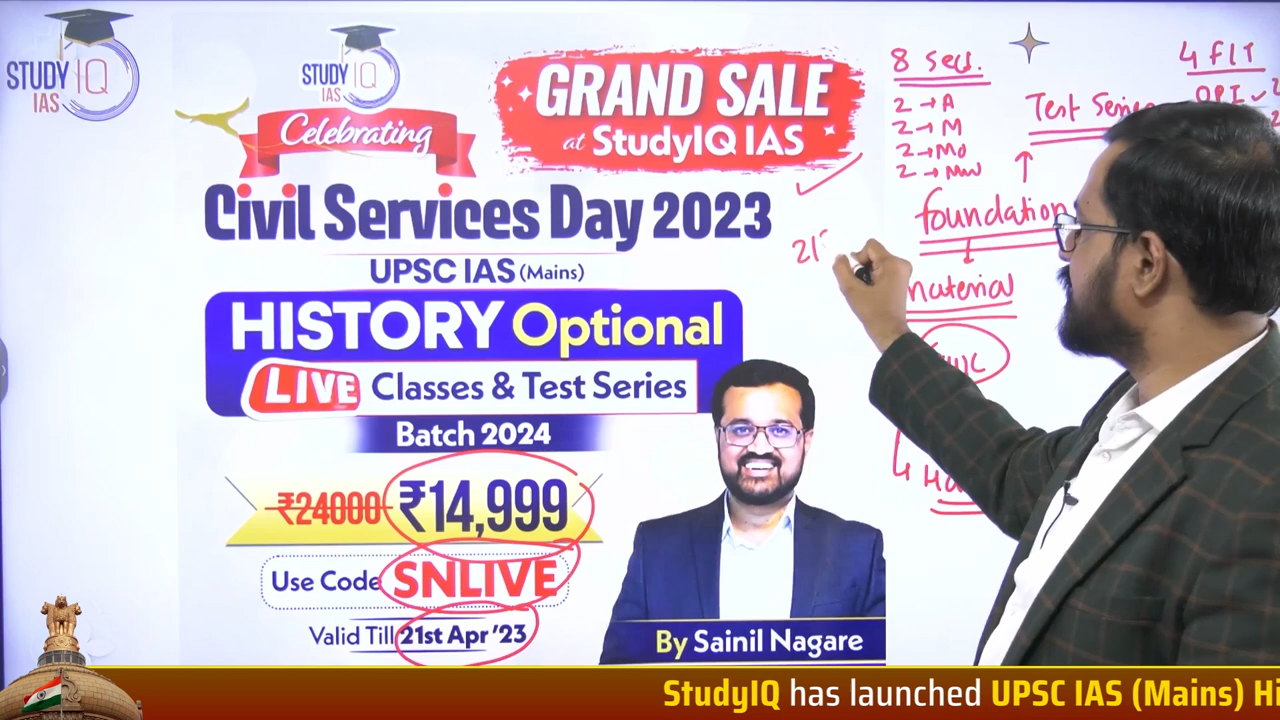 STUDY IQ
IAS
STUDY IQ
IAS
Celebrating
GRAND SALE
at StudyIQ IAS
Civil Services Day 2023
UPSC IAS (Mains)
HISTORY Optional
LIVE Classes & Test Series
Batch 2024
₹24000 ₹14,999
Use Code SNLIVE
Valid Till 21st Apr '23
By Sainil Nagare
8 sect.
2 → A
2 → M
2 → Mo
2 → Mw
4 FLT
Test Series
foundation
material
StudyIQ has launched UPSC IAS (Mains) Hi